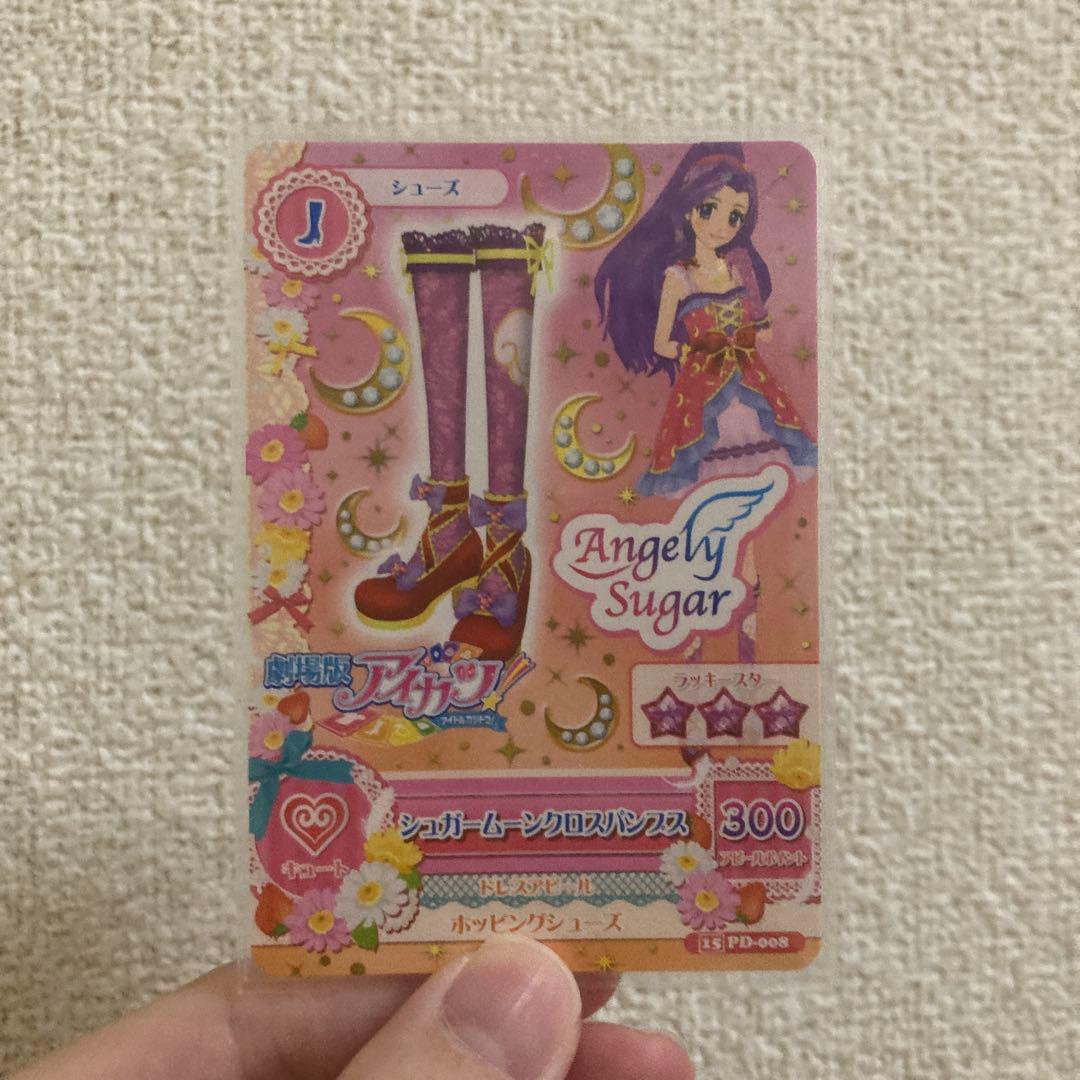 シューズ
Angely
Sugar
劇場版
アイカツ!
アイドルカツドウ!
ラッキースター
シュガームーンクロスパンプス
300
アピールポイント
キュート
ドレスアピール
ホッピングシューズ
15 PD-008